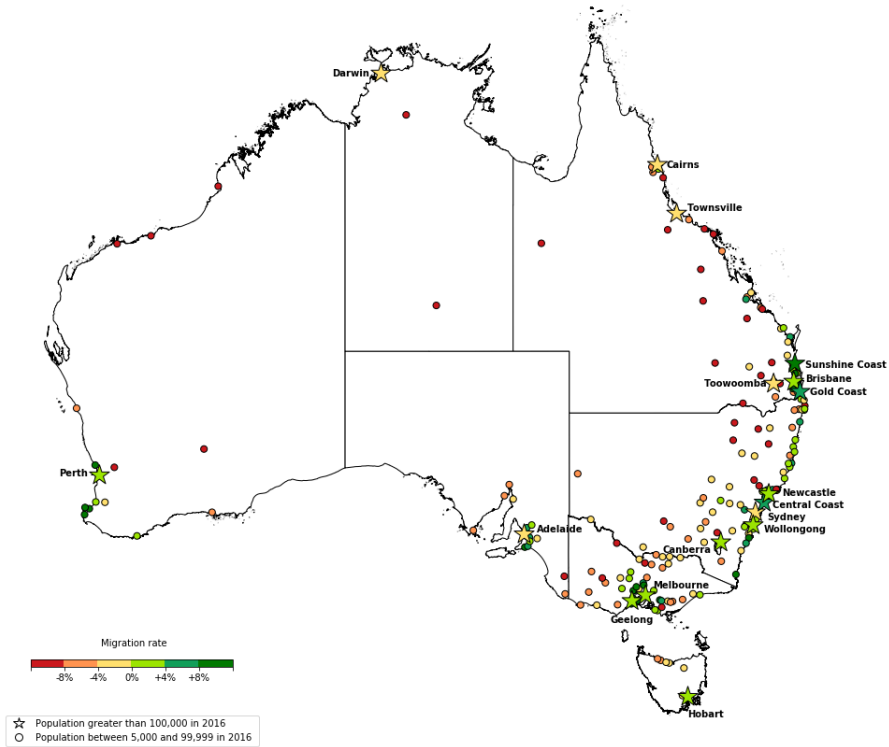 Darwin
Cairns
Townsville
Sunshine Coast
Toowoomba
Brisbane
Gold Coast
Perth
Newcastle
Central Coast
Sydney
Adelaide
Wollongong
Canberra
Melbourne
Geelong
Migration rate
-8% -4% 0% +4% +8%
Hobart
Population greater than 100,000 in 2016
Population between 5,000 and 99,999 in 2016